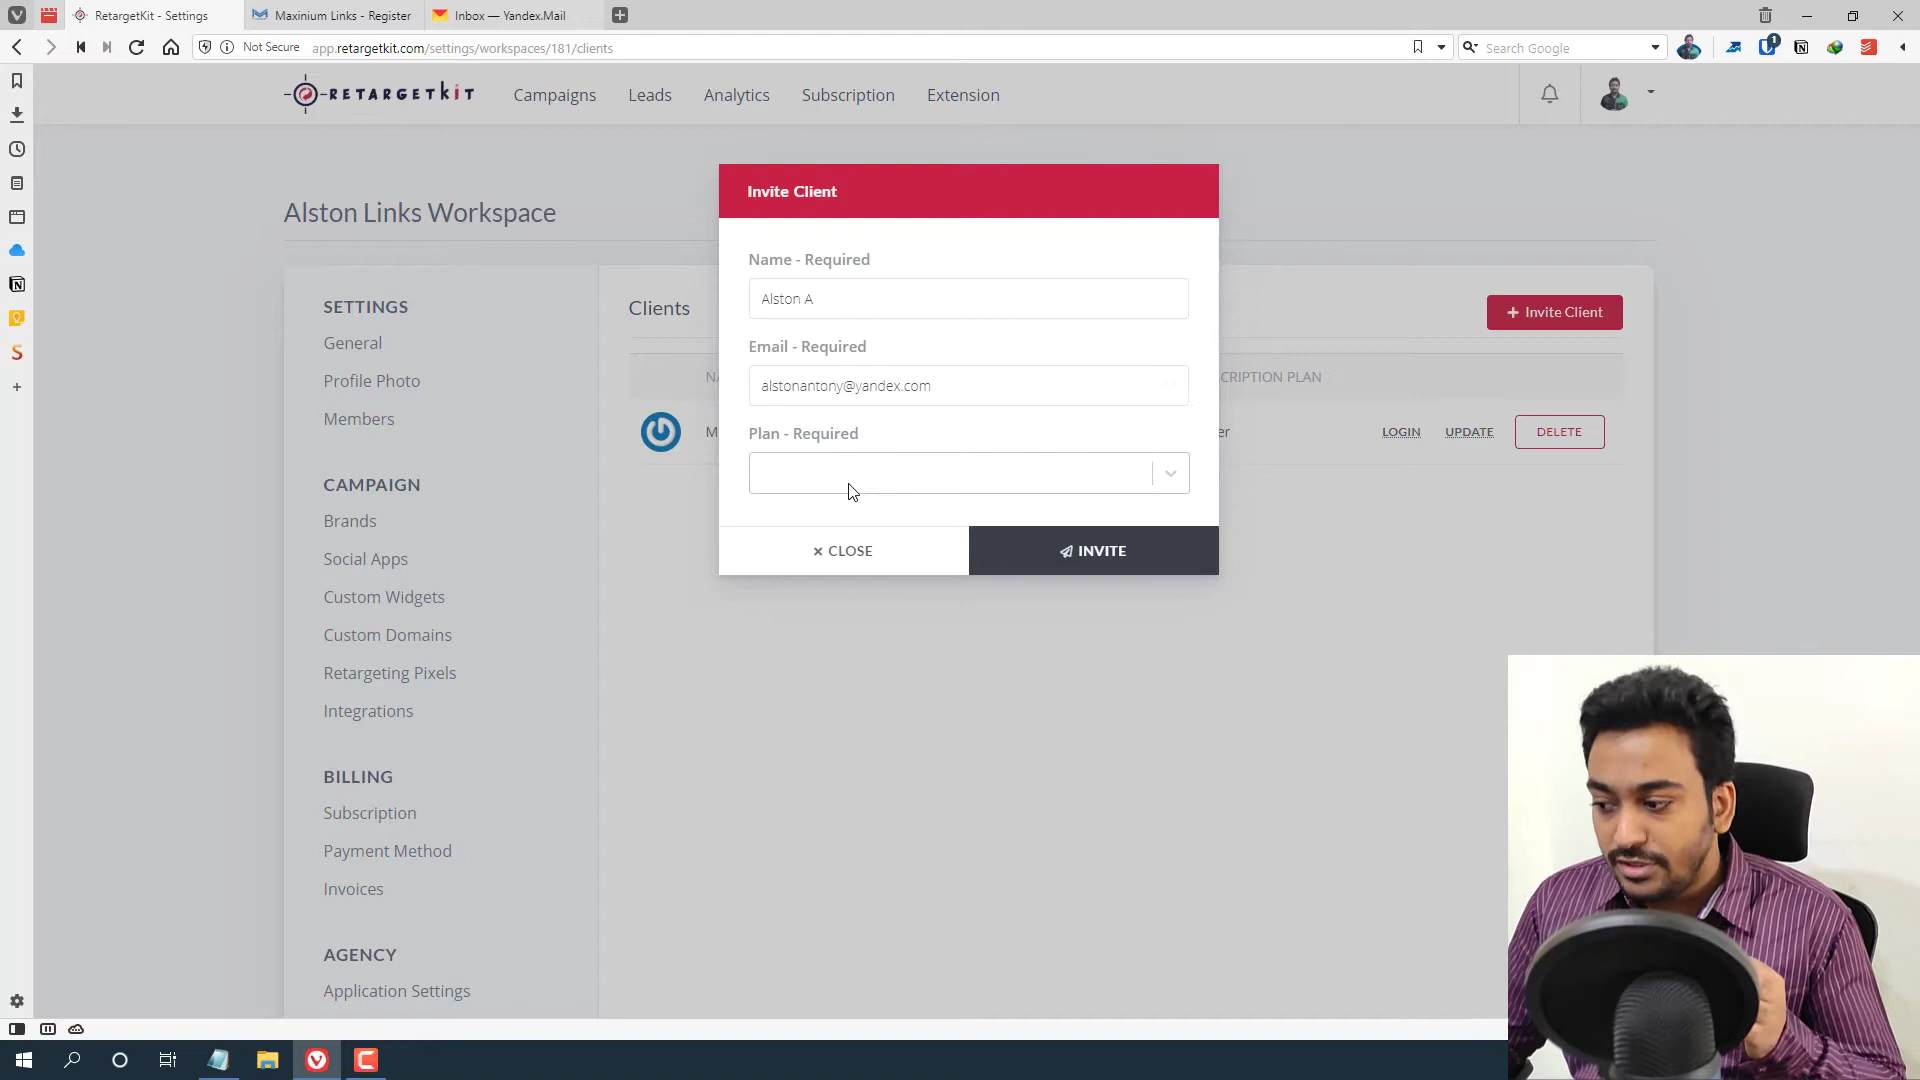 RetargetKit - Settings
Maxinium Links - Register
Inbox — Yandex.Mail
Not Secure
app.retargetkit.com/settings/workspaces/181/clients
Search Google
1
RETARGETKIT
Campaigns
Leads
Analytics
Subscription
Extension
Alston Links Workspace
SETTINGS
General
Profile Photo
Members
CAMPAIGN
Brands
Social Apps
Custom Widgets
Custom Domains
Retargeting Pixels
Integrations
BILLING
Subscription
Payment Method
Invoices
AGENCY
Application Settings
Clients
+ Invite Client
CRIPTION PLAN
M
er
LOGIN
UPDATE
DELETE
Invite Client
Name - Required
Alston A
Email - Required
alstonantony@yandex.com
Plan - Required
× CLOSE
INVITE